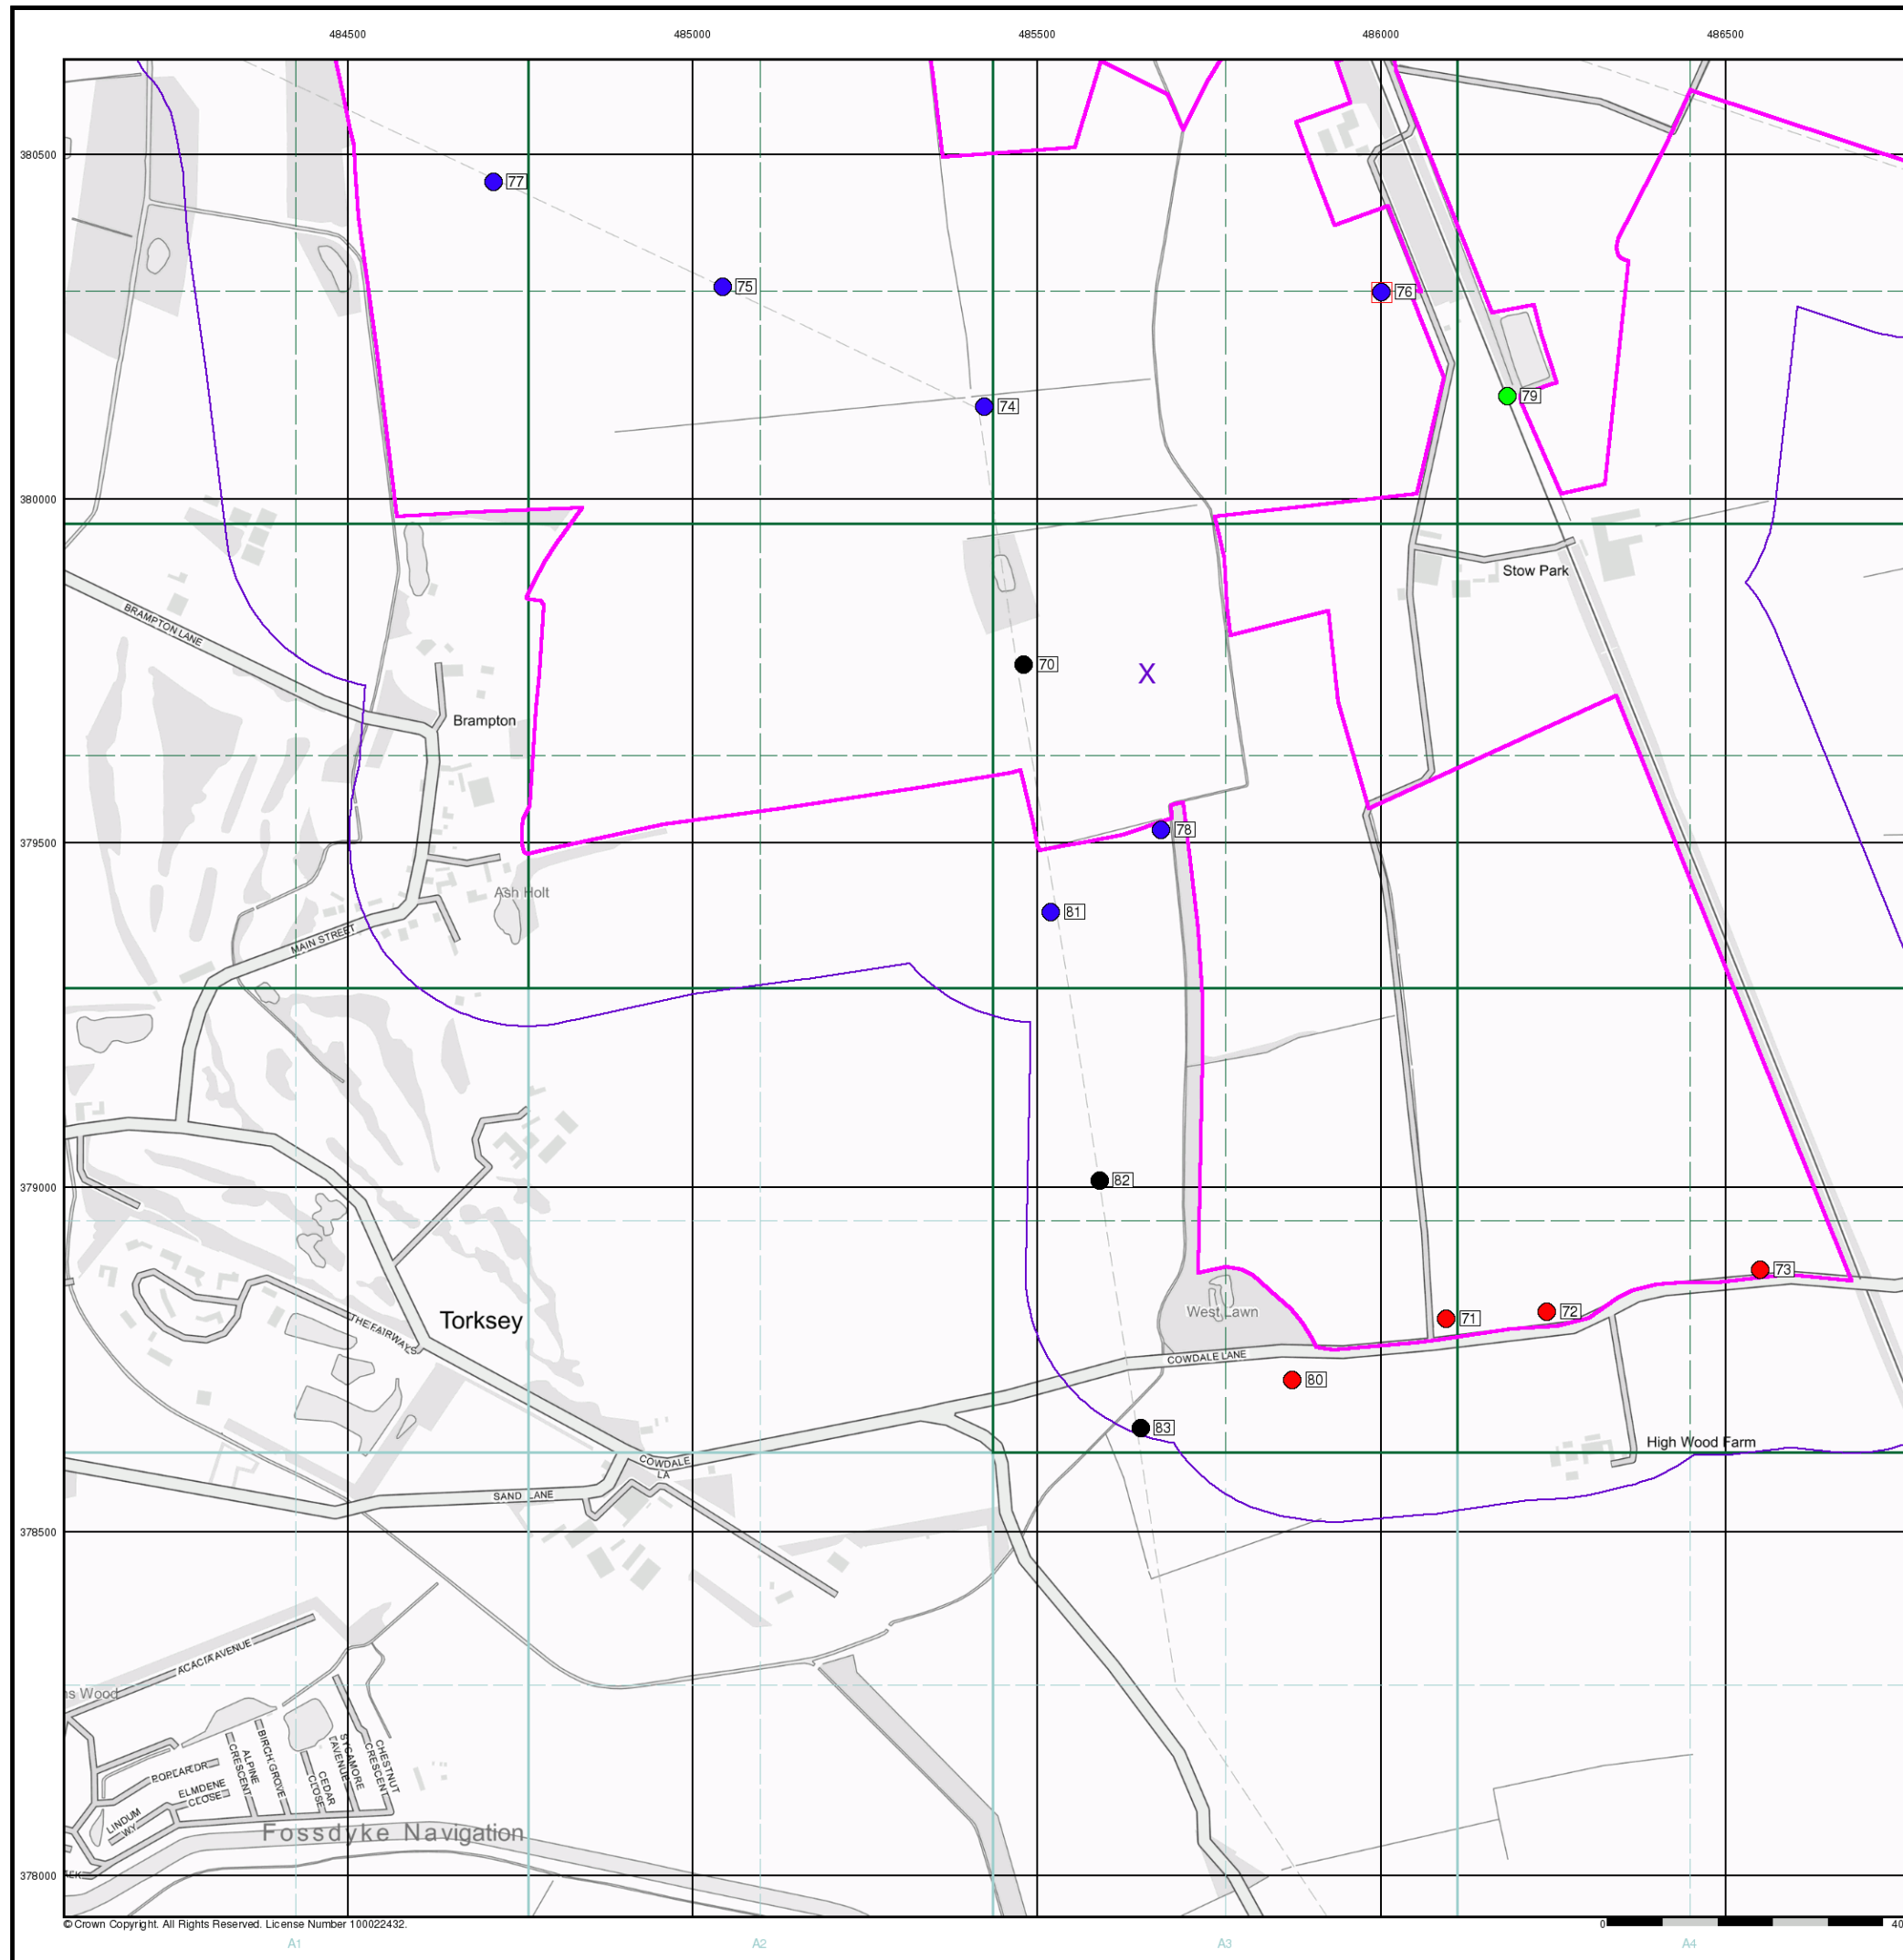 484500 485000 485500 486000 486500
380500
77
75
76
74
79
380000
Stow Park
BRAMPTON LANE
70
X
Brampton
379500
78
Ash Holt
81
MAIN STREET
379000
82
73
West Lawn
72
71
Torksey
THE FAIRWAYS
COWDALE LANE
80
83
High Wood Farm
COWDALE
LA
SAND LANE
378500
ACACIA AVENUE
ns Wood
CHESTNUT
CRESCENT
SYCAMORE
AVENUE
BIRCH GROVE
ALPINE
CRESCENT
POPLAR DR
CEDAR
CLOSE
ELMDENE
CLOSE
LINDUM
WY
Fossdyke Navigation
378000
© Crown Copyright. All Rights Reserved. License Number 100022432.
0 40
A1 A2 A3 A4